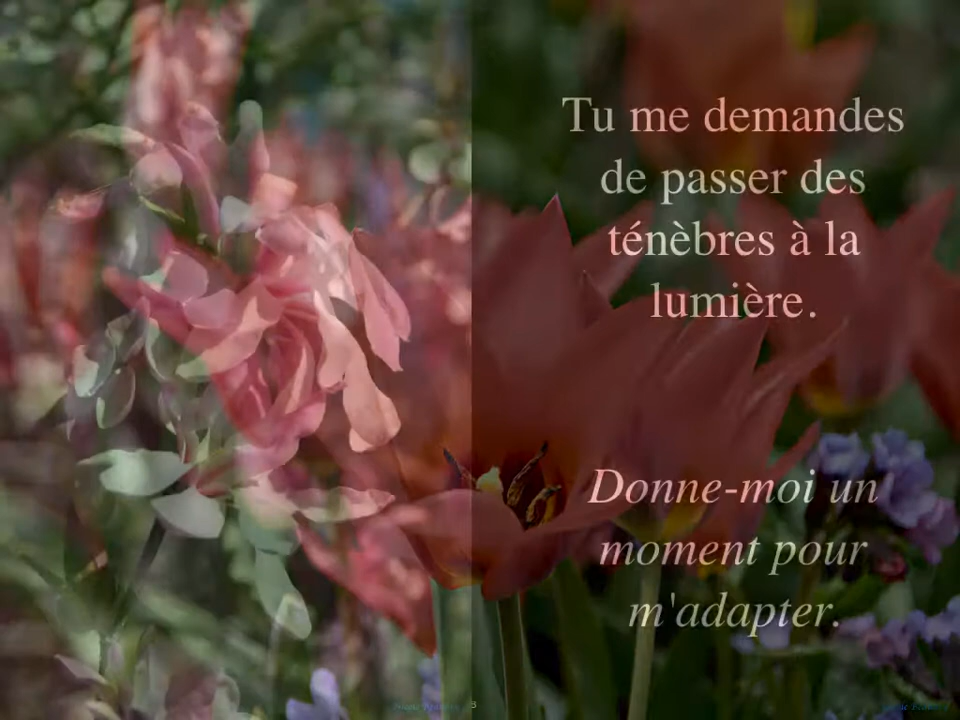 Tu me demandes
de passer des
ténèbres à la
lumière.
Donne-moi un
moment pour
m'adapter.